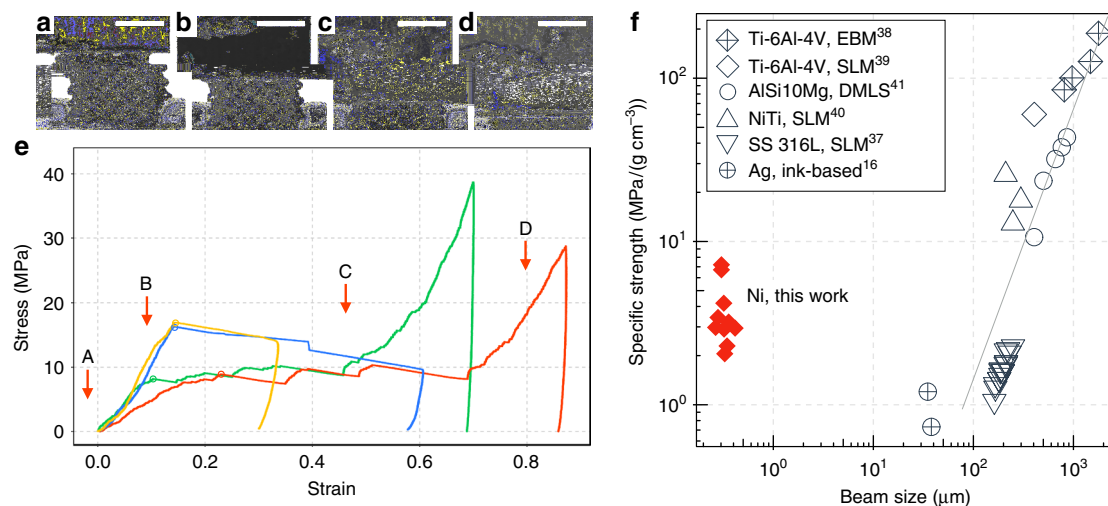 a b c d
e
A B C D
40
30
20
10
0
Stress (MPa)
0.0 0.2 0.4 0.6 0.8
Strain
f
Ti-6Al-4V, EBM³⁸
Ti-6Al-4V, SLM³⁹
AlSi10Mg, DMLS⁴¹
NiTi, SLM⁴⁰
SS 316L, SLM³⁷
Ag, ink-based¹⁶
Ni, this work
10²
10¹
10⁰
Specific strength (MPa/(g cm⁻³))
10⁰ 10¹ 10² 10³
Beam size (μm)